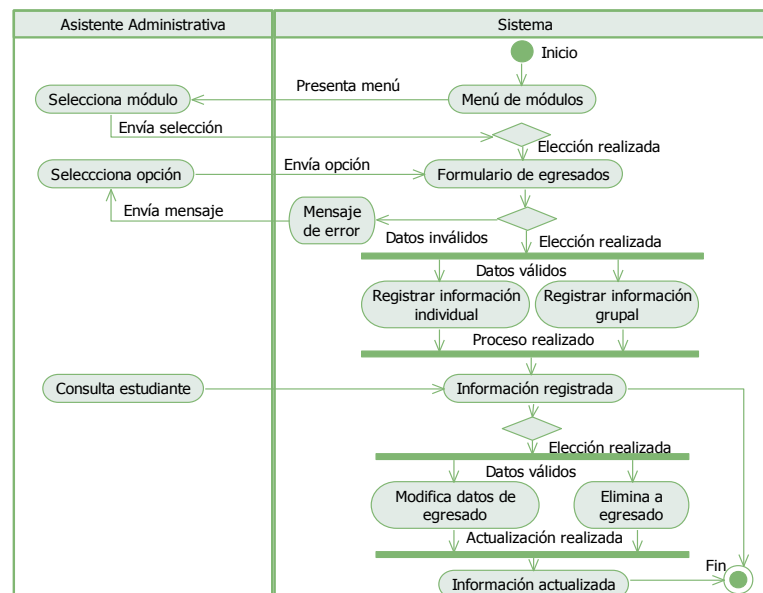 Asistente Administrativa
Sistema
Inicio
Presenta menú
Selecciona módulo
Menú de módulos
Envía selección
Elección realizada
Envía opción
Seleccciona opción
Formulario de egresados
Envía mensaje
Mensaje
de error
Datos inválidos
Elección realizada
Datos válidos
Registrar información
individual
Registrar información
grupal
Proceso realizado
Consulta estudiante
Información registrada
Elección realizada
Datos válidos
Modifica datos de
egresado
Elimina a
egresado
Actualización realizada
Fin
Información actualizada